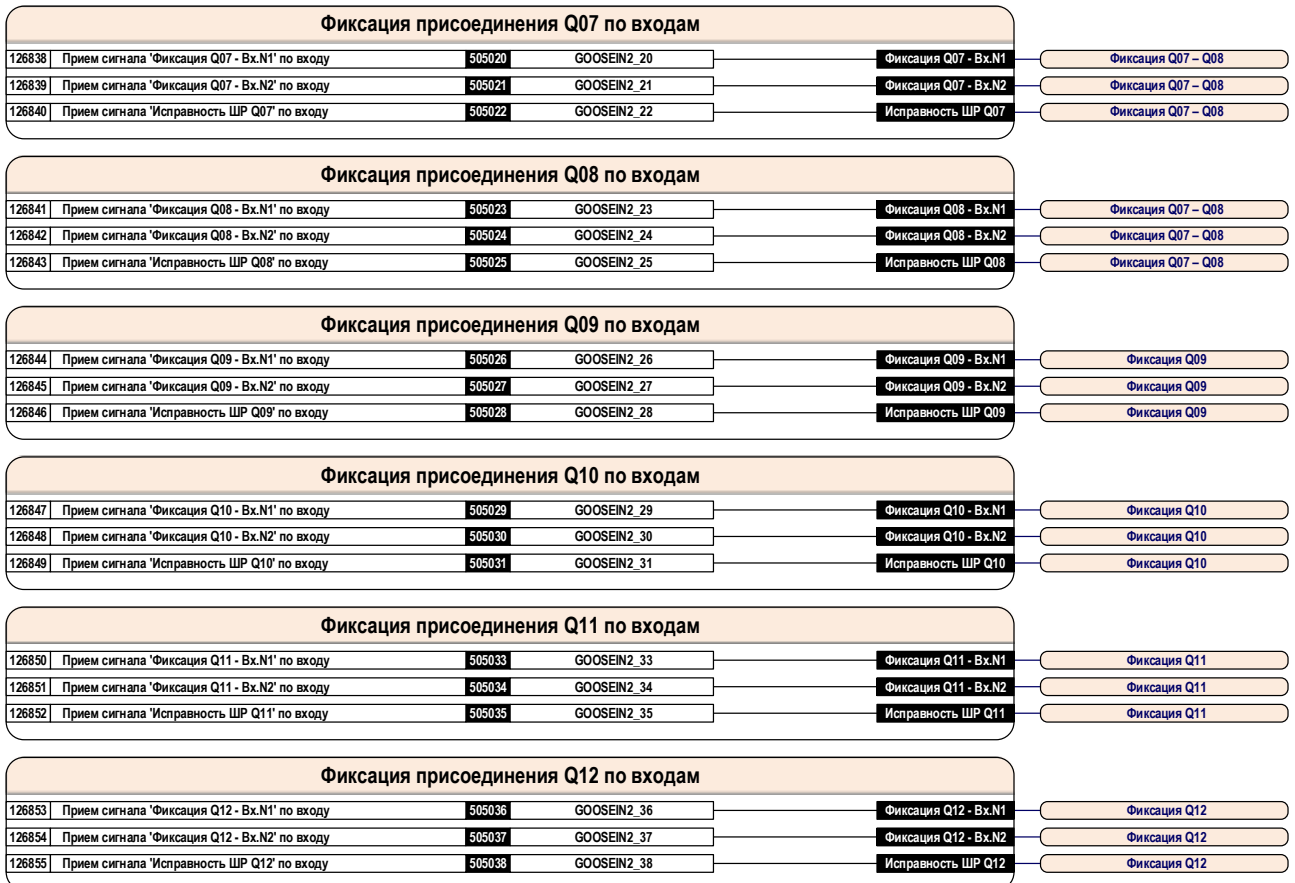 Фиксация присоединения Q07 по входам
126838 Прием сигнала 'Фиксация Q07 - Вх.N1' по входу 505020 GOOSEIN2_20 Фиксация Q07 - Вх.N1 Фиксация Q07 – Q08
126839 Прием сигнала 'Фиксация Q07 - Вх.N2' по входу 505021 GOOSEIN2_21 Фиксация Q07 - Вх.N2 Фиксация Q07 – Q08
126840 Прием сигнала 'Исправность ШР Q07' по входу 505022 GOOSEIN2_22 Исправность ШР Q07 Фиксация Q07 – Q08
Фиксация присоединения Q08 по входам
126841 Прием сигнала 'Фиксация Q08 - Вх.N1' по входу 505023 GOOSEIN2_23 Фиксация Q08 - Вх.N1 Фиксация Q07 – Q08
126842 Прием сигнала 'Фиксация Q08 - Вх.N2' по входу 505024 GOOSEIN2_24 Фиксация Q08 - Вх.N2 Фиксация Q07 – Q08
126843 Прием сигнала 'Исправность ШР Q08' по входу 505025 GOOSEIN2_25 Исправность ШР Q08 Фиксация Q07 – Q08
Фиксация присоединения Q09 по входам
126844 Прием сигнала 'Фиксация Q09 - Вх.N1' по входу 505026 GOOSEIN2_26 Фиксация Q09 - Вх.N1 Фиксация Q09
126845 Прием сигнала 'Фиксация Q09 - Вх.N2' по входу 505027 GOOSEIN2_27 Фиксация Q09 - Вх.N2 Фиксация Q09
126846 Прием сигнала 'Исправность ШР Q09' по входу 505028 GOOSEIN2_28 Исправность ШР Q09 Фиксация Q09
Фиксация присоединения Q10 по входам
126847 Прием сигнала 'Фиксация Q10 - Вх.N1' по входу 505029 GOOSEIN2_29 Фиксация Q10 - Вх.N1 Фиксация Q10
126848 Прием сигнала 'Фиксация Q10 - Вх.N2' по входу 505030 GOOSEIN2_30 Фиксация Q10 - Вх.N2 Фиксация Q10
126849 Прием сигнала 'Исправность ШР Q10' по входу 505031 GOOSEIN2_31 Исправность ШР Q10 Фиксация Q10
Фиксация присоединения Q11 по входам
126850 Прием сигнала 'Фиксация Q11 - Вх.N1' по входу 505033 GOOSEIN2_33 Фиксация Q11 - Вх.N1 Фиксация Q11
126851 Прием сигнала 'Фиксация Q11 - Вх.N2' по входу 505034 GOOSEIN2_34 Фиксация Q11 - Вх.N2 Фиксация Q11
126852 Прием сигнала 'Исправность ШР Q11' по входу 505035 GOOSEIN2_35 Исправность ШР Q11 Фиксация Q11
Фиксация присоединения Q12 по входам
126853 Прием сигнала 'Фиксация Q12 - Вх.N1' по входу 505036 GOOSEIN2_36 Фиксация Q12 - Вх.N1 Фиксация Q12
126854 Прием сигнала 'Фиксация Q12 - Вх.N2' по входу 505037 GOOSEIN2_37 Фиксация Q12 - Вх.N2 Фиксация Q12
126855 Прием сигнала 'Исправность ШР Q12' по входу 505038 GOOSEIN2_38 Исправность ШР Q12 Фиксация Q12